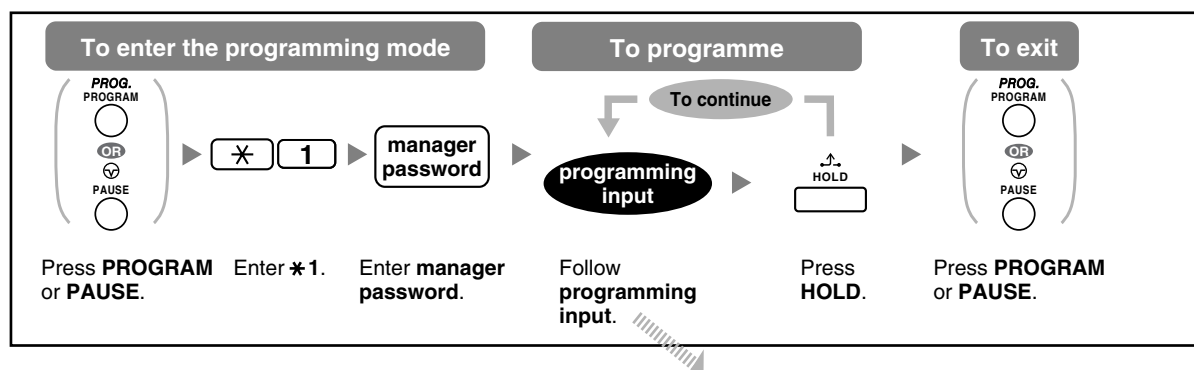 To enter the programming mode
To programme
To exit
PROG.
PROGRAM
OR
PAUSE
1
manager
password
To continue
programming
input
HOLD
PROG.
PROGRAM
OR
PAUSE
Press PROGRAM
or PAUSE.
Enter *1.
Enter manager
password.
Follow
programming
input.
Press
HOLD.
Press PROGRAM
or PAUSE.